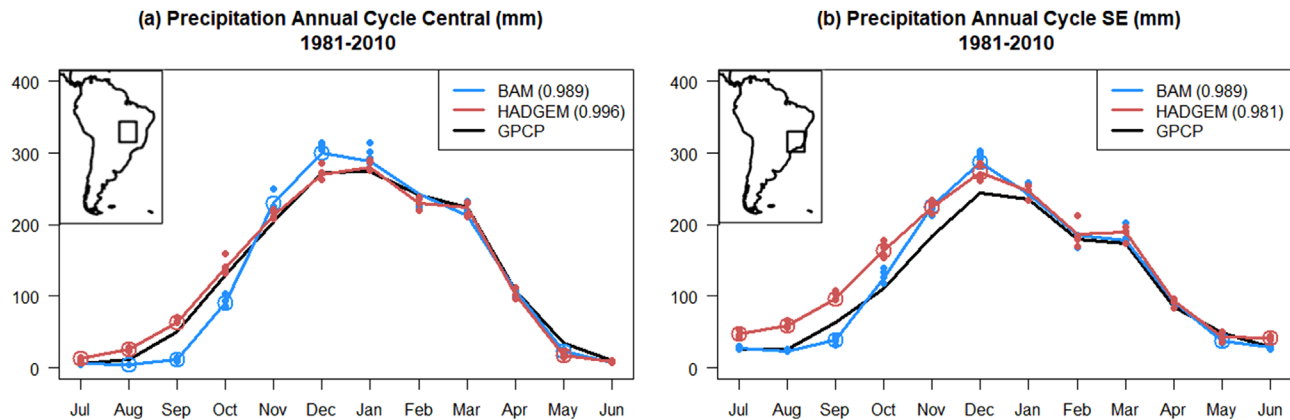 (a) Precipitation Annual Cycle Central (mm)
1981-2010
400
300
200
100
0
BAM (0.989)
HADGEM (0.996)
GPCP
Jul Aug Sep Oct Nov Dec Jan Feb Mar Apr May Jun
(b) Precipitation Annual Cycle SE (mm)
1981-2010
400
300
200
100
0
BAM (0.989)
HADGEM (0.981)
GPCP
Jul Aug Sep Oct Nov Dec Jan Feb Mar Apr May Jun